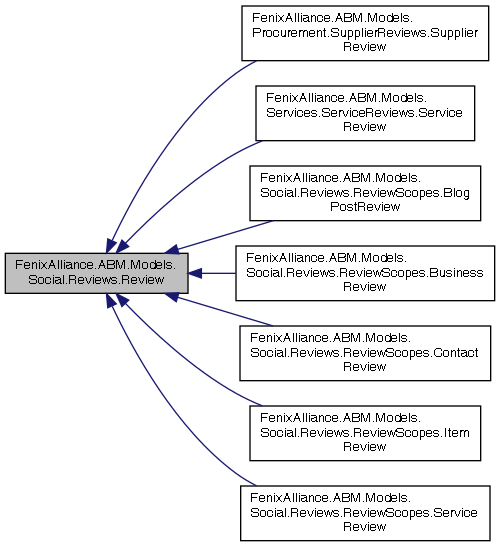 FenixAlliance.ABM.Models.
Procurement.SupplierReviews.Supplier
Review
FenixAlliance.ABM.Models.
Services.ServiceReviews.Service
Review
FenixAlliance.ABM.Models.
Social.Reviews.ReviewScopes.Blog
PostReview
FenixAlliance.ABM.Models.
Social.Reviews.Review
FenixAlliance.ABM.Models.
Social.Reviews.ReviewScopes.Business
Review
FenixAlliance.ABM.Models.
Social.Reviews.ReviewScopes.Contact
Review
FenixAlliance.ABM.Models.
Social.Reviews.ReviewScopes.Item
Review
FenixAlliance.ABM.Models.
Social.Reviews.ReviewScopes.Service
Review